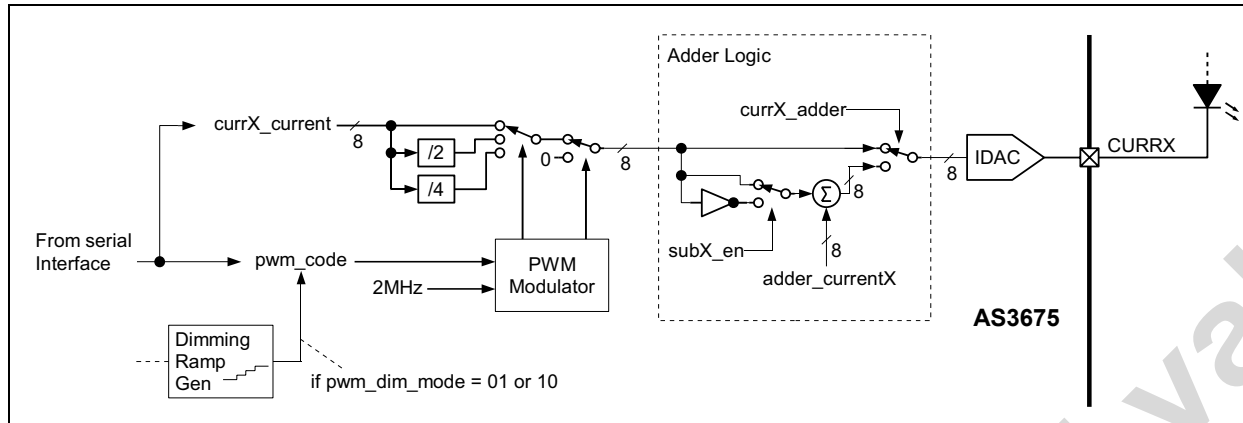 Adder Logic
currX_adder
currX_current
8
/2
/4
0
8
8
IDAC
CURRX
8
Σ
subX_en
8
adder_currentX
From serial
Interface
pwm_code
2MHz
PWM
Modulator
AS3675
Dimming
Ramp
Gen
if pwm_dim_mode = 01 or 10